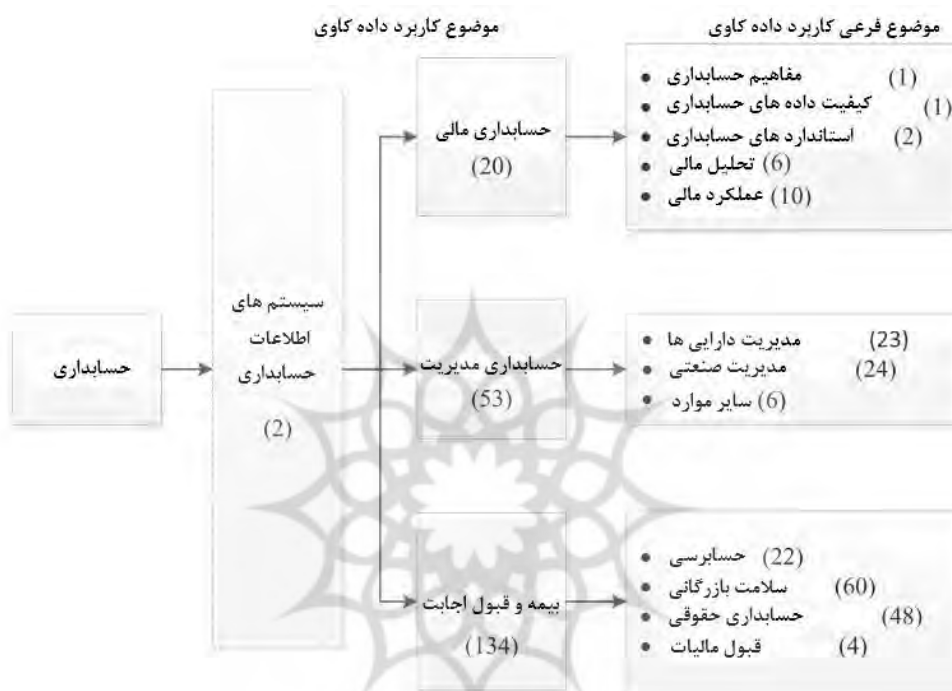 موضوع کاربرد داده کاوی
موضوع فرعی کاربرد داده کاوی
حسابداری
سیستم های
اطلاعات
حسابداری
(2)
حسابداری مالی
(20)
مفاهیم حسابداری (1)
کیفیت داده های حسابداری (1)
استاندارد های حسابداری (2)
تحلیل مالی (6)
عملکرد مالی (10)
حسابداری مدیریت
(53)
مدیریت دارایی ها (23)
مدیریت صنعتی (24)
سایر موارد (6)
بیمه و قبول اجابت
(134)
حسابرسی (22)
سلامت بازرگانی (60)
حسابداری حقوقی (48)
قبول مالیات (4)